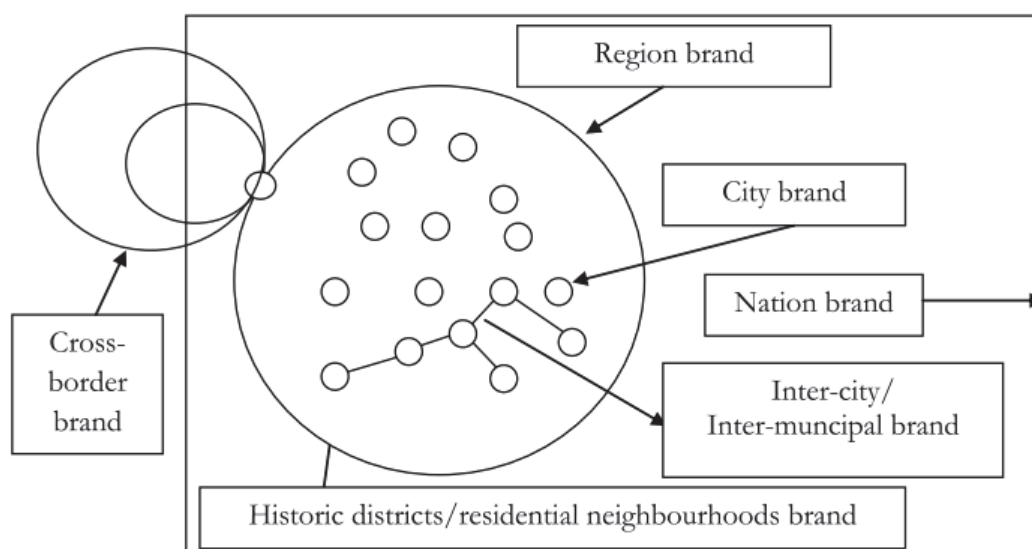 Region brand
City brand
Nation brand
Cross-
border
brand
Inter-city/
Inter-muncipal brand
Historic districts/residential neighbourhoods brand